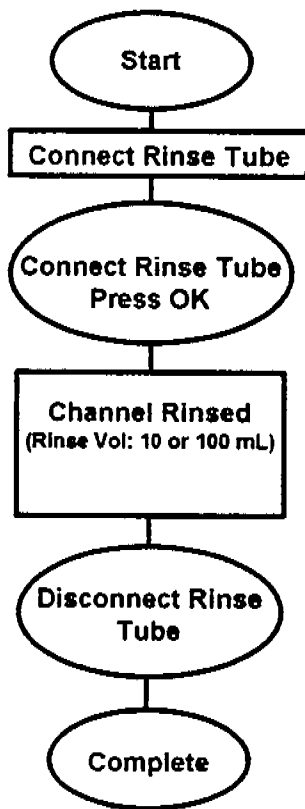 Start
Connect Rinse Tube
Connect Rinse Tube
Press OK
Channel Rinsed
(Rinse Vol: 10 or 100 mL)
Disconnect Rinse
Tube
Complete